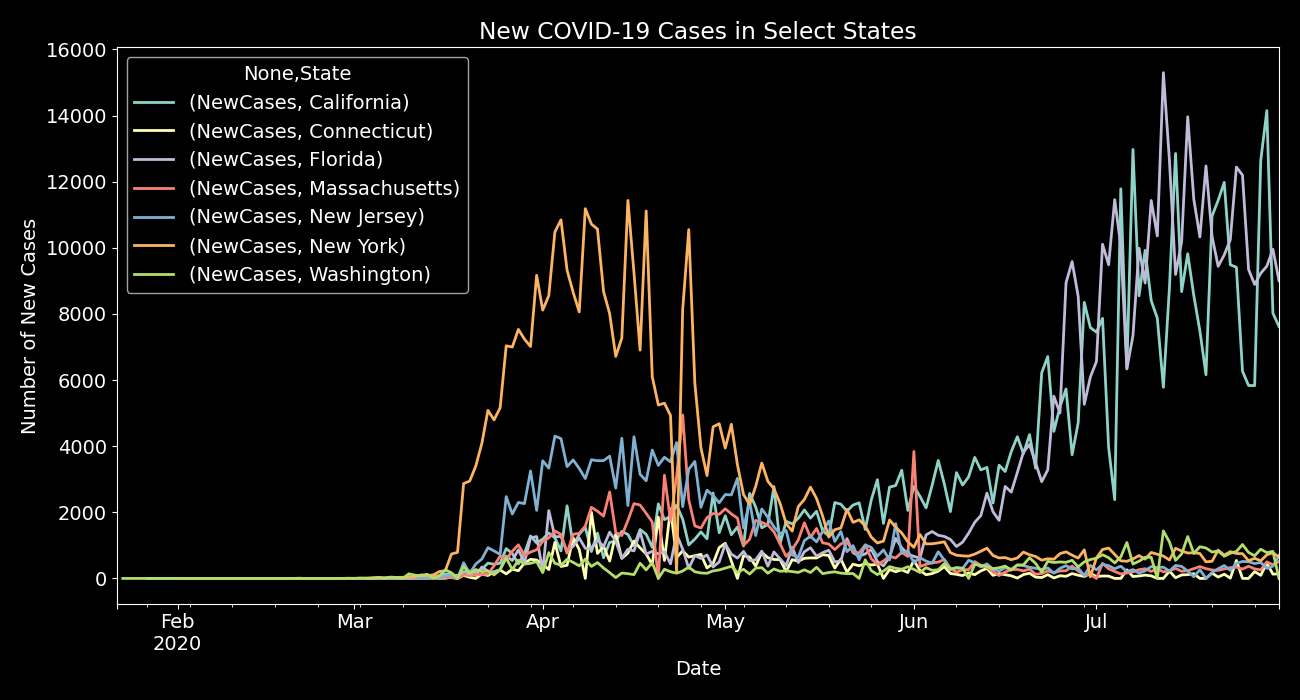 New COVID-19 Cases in Select States
16000
14000
12000
10000
8000
6000
4000
2000
0
Number of New Cases
None,State
(NewCases, California)
(NewCases, Connecticut)
(NewCases, Florida)
(NewCases, Massachusetts)
(NewCases, New Jersey)
(NewCases, New York)
(NewCases, Washington)
Feb Mar Apr May Jun Jul
2020
Date